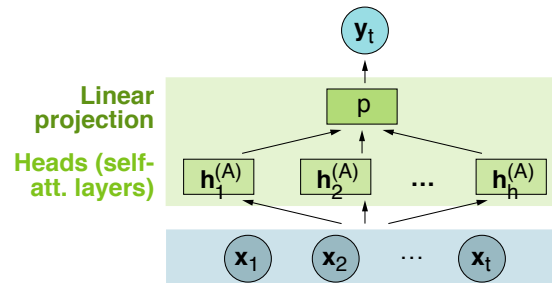 y_t
Linear projection
p
Heads (self-
att. layers)
h_1^(A) h_2^(A) ... h_h^(A)
x_1 x_2 ... x_t